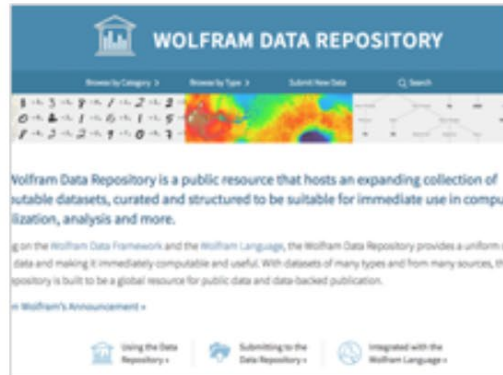 WOLFRAM DATA REPOSITORY
Browse by Category > Browse by Type > Submit New Data Search
Wolfram Data Repository is a public resource that hosts an expanding collection of
datasets, curated and structured to be suitable for immediate use in
analysis and more.
on the Wolfram Data Framework and the Wolfram Language, the Wolfram Data Repository provides a uniform
data and making it immediately computable and useful. With datasets of many types and from many sources,
is built to be a global resource for public data and data-backed publication.
Wolfram's Announcement »
Using the Data Submitting to the Integrated with the
Repository » Data Repository » Wolfram Language »